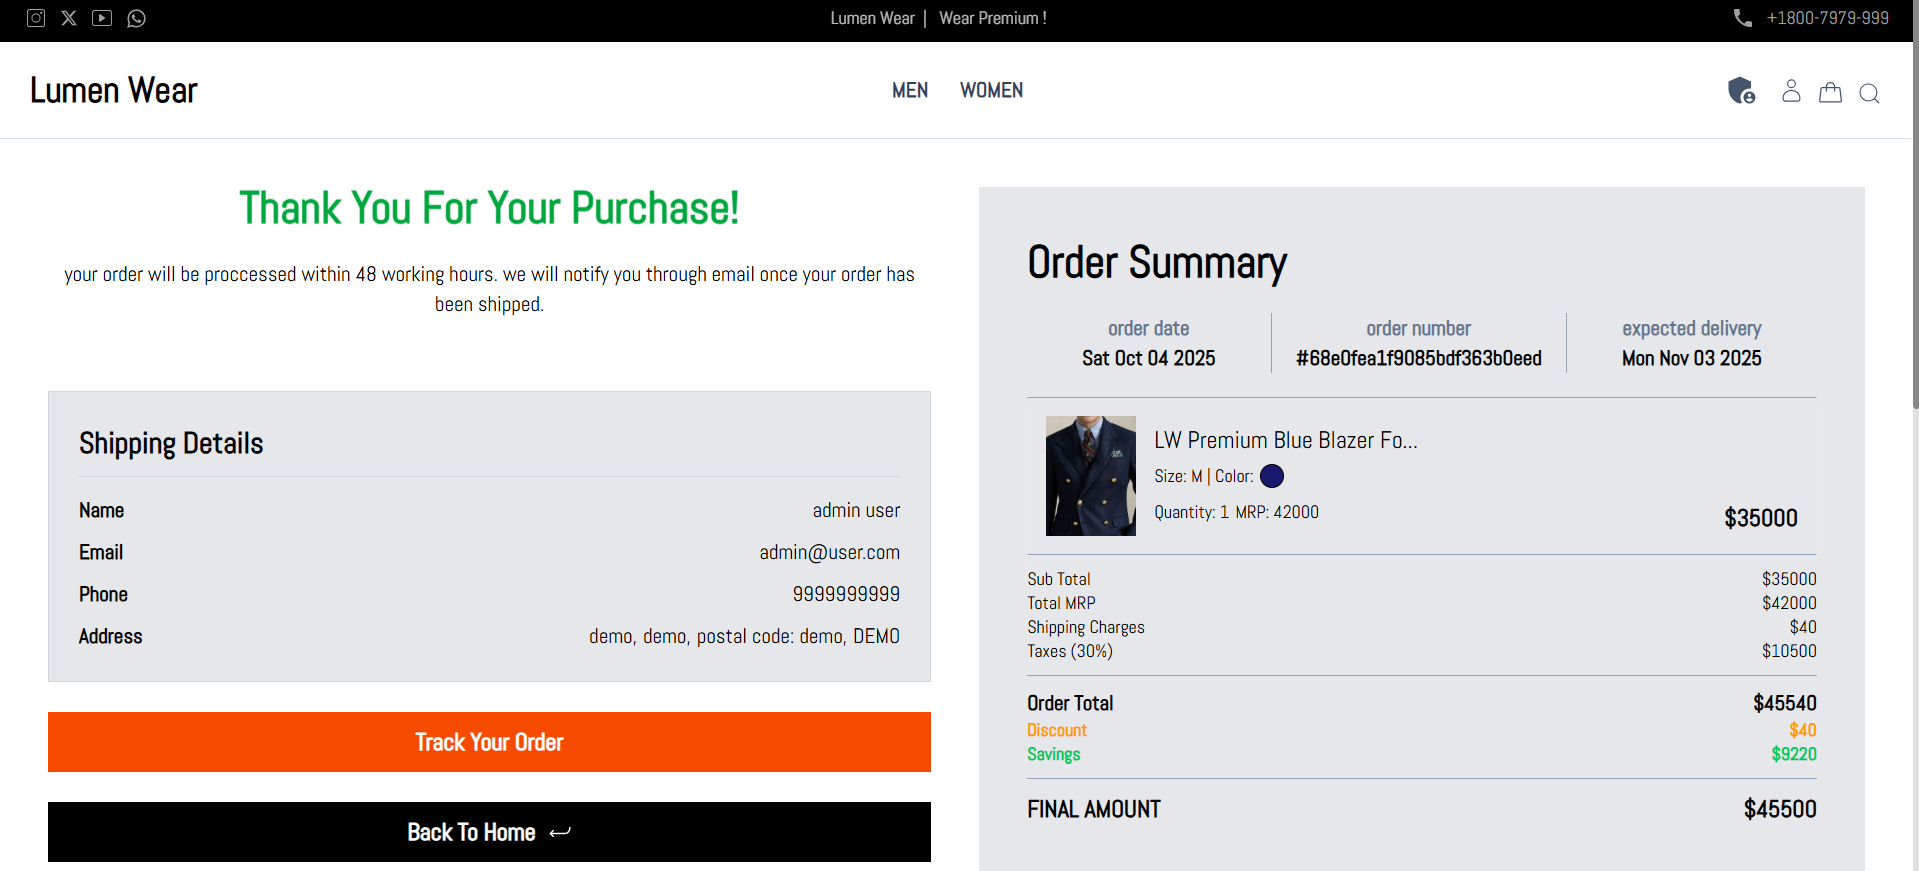 Lumen Wear | Wear Premium !
+1800-7979-999
Lumen Wear
MEN
WOMEN
Thank You For Your Purchase!
your order will be proccessed within 48 working hours. we will notify you through email once your order has
been shipped.
Shipping Details
Name admin user
Email admin@user.com
Phone 9999999999
Address demo, demo, postal code: demo, DEMO
Track Your Order
Back To Home
Order Summary
order date
Sat Oct 04 2025
order number
#68e0fea1f9085bdf363b0eed
expected delivery
Mon Nov 03 2025
LW Premium Blue Blazer Fo...
Size: M | Color:
Quantity: 1 MRP: 42000
$35000
Sub Total $35000
Total MRP $42000
Shipping Charges $40
Taxes (30%) $10500
Order Total $45540
Discount $40
Savings $9220
FINAL AMOUNT $45500